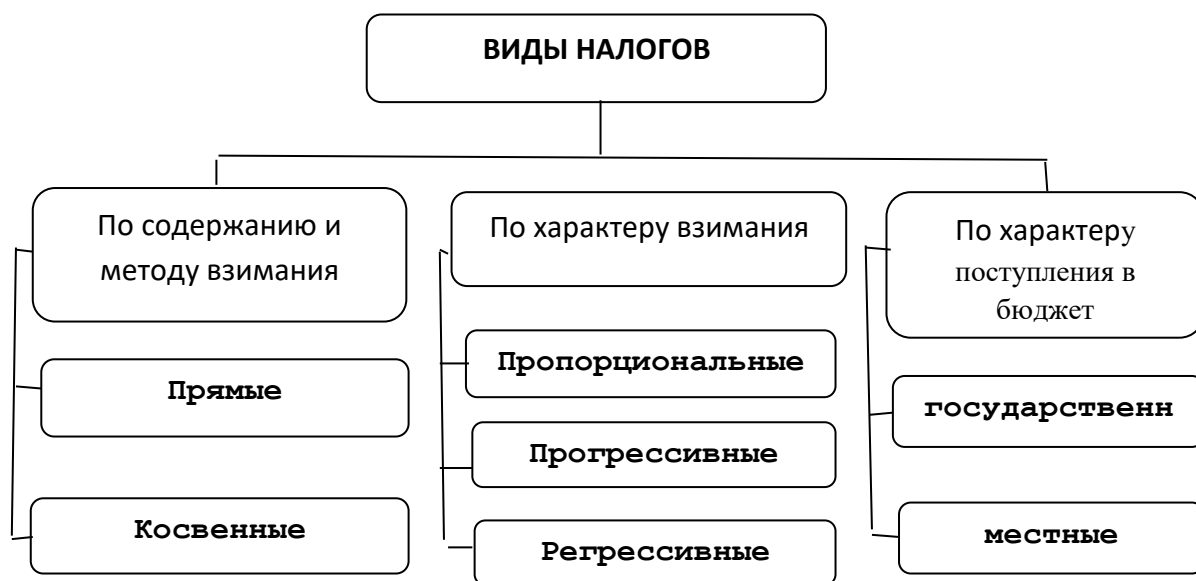 ВИДЫ НАЛОГОВ
По содержанию и
методу взимания
Прямые
Косвенные
По характеру взимания
Пропорциональные
Прогрессивные
Регрессивные
По характеру
поступления в
бюджет
государственн
местные